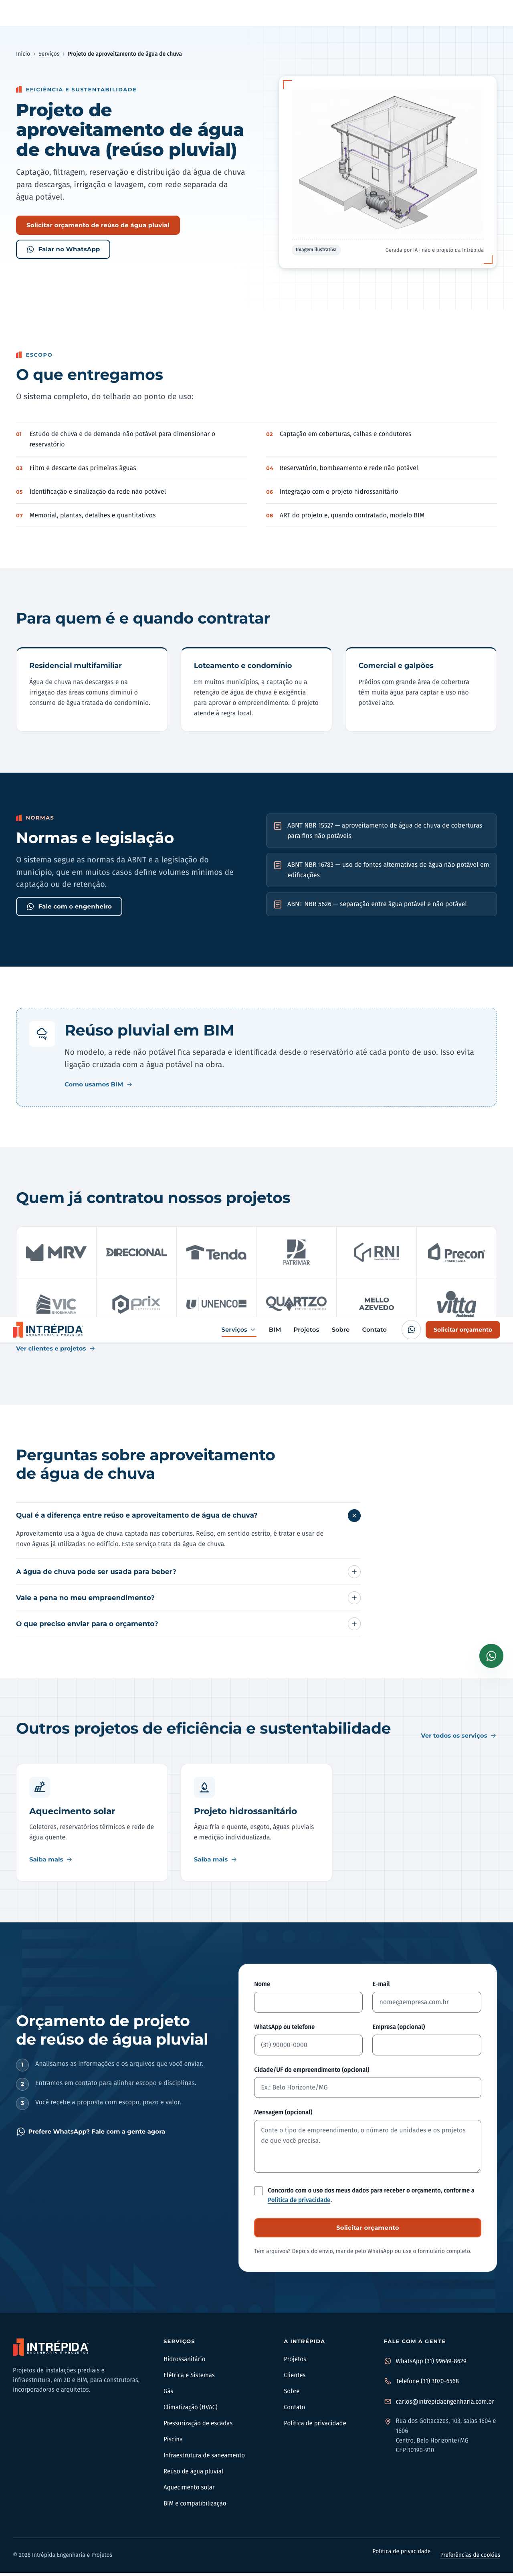 Início › Serviços › Projeto de aproveitamento de água de chuva
EFICIÊNCIA E SUSTENTABILIDADE
Projeto de
aproveitamento de água
de chuva (reúso pluvial)
Captação, filtragem, reservação e distribuição da água de chuva
para descargas, irrigação e lavagem, com rede separada da
água potável.
Solicitar orçamento de reúso de água pluvial
Falar no WhatsApp
Imagem ilustrativa
Gerada por IA · não é projeto da Intrépida
ESCOPO
O que entregamos
O sistema completo, do telhado ao ponto de uso:
01 Estudo de chuva e de demanda não potável para dimensionar o
reservatório
02 Captação em coberturas, calhas e condutores
03 Filtro e descarte das primeiras águas
04 Reservatório, bombeamento e rede não potável
05 Identificação e sinalização da rede não potável
06 Integração com o projeto hidrossanitário
07 Memorial, plantas, detalhes e quantitativos
08 ART do projeto e, quando contratado, modelo BIM
Para quem é e quando contratar
Residencial multifamiliar
Água de chuva nas descargas e na
irrigação das áreas comuns diminui o
consumo de água tratada do condomínio.
Loteamento e condomínio
Em muitos municípios, a captação ou a
retenção de água de chuva é exigência
para aprovar o empreendimento. O projeto
atende à regra local.
Comercial e galpões
Prédios com grande área de cobertura
têm muita água para captar e uso não
potável alto.
NORMAS
Normas e legislação
O sistema segue as normas da ABNT e a legislação do
município, que em muitos casos define volumes mínimos de
captação ou de retenção.
Fale com o engenheiro
ABNT NBR 15527 — aproveitamento de água de chuva de coberturas
para fins não potáveis
ABNT NBR 16783 — uso de fontes alternativas de água não potável em
edificações
ABNT NBR 5626 — separação entre água potável e não potável
Reúso pluvial em BIM
No modelo, a rede não potável fica separada e identificada desde o reservatório até cada ponto de uso. Isso evita
ligação cruzada com a água potável na obra.
Como usamos BIM →
Quem já contratou nossos projetos
MRV
DIRECIONAL
Tenda
PATRIMAR
RNI
Precon
VIC
prix
UNENCO
QUARTZO
MELLO
AZEVEDO
vitta
INTRÉPIDA
ENGENHARIA E PROJETOS
Serviços
BIM
Projetos
Sobre
Contato
Solicitar orçamento
Ver clientes e projetos →
Perguntas sobre aproveitamento
de água de chuva
Qual é a diferença entre reúso e aproveitamento de água de chuva?
Aproveitamento usa a água de chuva captada nas coberturas. Reúso, em sentido estrito, é tratar e usar de
novo águas já utilizadas no edifício. Este serviço trata da água de chuva.
A água de chuva pode ser usada para beber?
Vale a pena no meu empreendimento?
O que preciso enviar para o orçamento?
Outros projetos de eficiência e sustentabilidade
Ver todos os serviços →
Aquecimento solar
Coletores, reservatórios térmicos e rede de
água quente.
Saiba mais →
Projeto hidrossanitário
Água fria e quente, esgoto, águas pluviais
e medição individualizada.
Saiba mais →
Orçamento de projeto
de reúso de água pluvial
1 Analisamos as informações e os arquivos que você enviar.
2 Entramos em contato para alinhar escopo e disciplinas.
3 Você recebe a proposta com escopo, prazo e valor.
Prefere WhatsApp? Fale com a gente agora
Nome
E-mail
nome@empresa.com.br
WhatsApp ou telefone
Empresa (opcional)
(31) 90000-0000
Cidade/UF do empreendimento (opcional)
Ex.: Belo Horizonte/MG
Mensagem (opcional)
Conte o tipo de empreendimento, o número de unidades e os projetos
de que você precisa.
Concordo com o uso dos meus dados para receber o orçamento, conforme a
Política de privacidade.
Solicitar orçamento
Tem arquivos? Depois do envio, mande pelo WhatsApp ou use o formulário completo.
INTRÉPIDA
ENGENHARIA E PROJETOS
Projetos de instalações prediais e
infraestrutura, em 2D e BIM, para construtoras,
incorporadoras e arquitetos.
SERVIÇOS
Hidrossanitário
Elétrica e Sistemas
Gás
Climatização (HVAC)
Pressurização de escadas
Piscina
Infraestrutura de saneamento
Reúso de água pluvial
Aquecimento solar
BIM e compatibilização
A INTRÉPIDA
Projetos
Clientes
Sobre
Contato
Política de privacidade
FALE COM A GENTE
WhatsApp (31) 99649-8629
Telefone (31) 3070-6568
carlos@intrepidaengenharia.com.br
Rua dos Goitacazes, 103, salas 1604 e
1606
Centro, Belo Horizonte/MG
CEP 30190-910
© 2026 Intrépida Engenharia e Projetos
Política de privacidade
Preferências de cookies